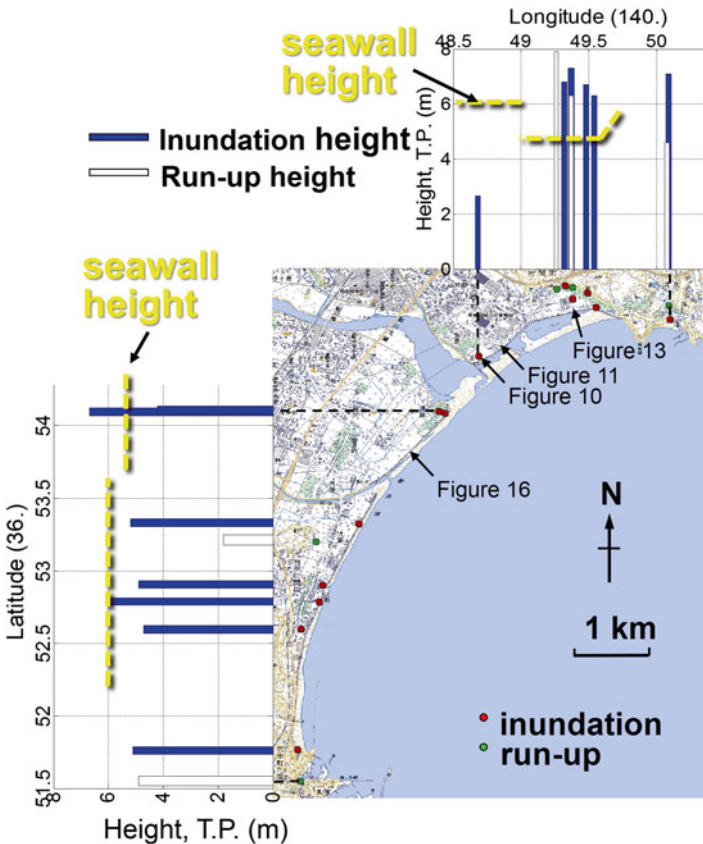 Longitude (140.)
48.5 49 49.5 50
seawall
height
8
6
4
2
0
Height, T.P. (m)
Inundation height
Run-up height
seawall
height
Figure 13
Figure 11
Figure 10
Figure 16
N
1 km
inundation
run-up
Latitude (36.)
54
53.5
53
52.5
52
51.5
8 6 4 2 0
Height, T.P. (m)